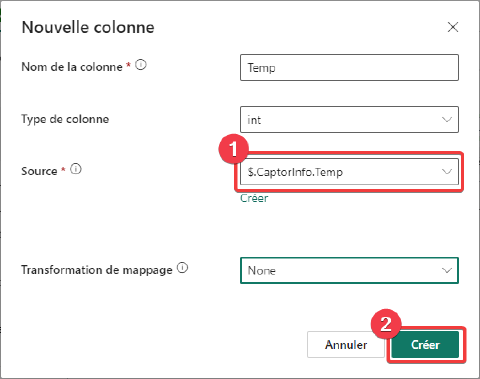 Nouvelle colonne
Nom de la colonne *
Temp
Type de colonne
int
1
Source *
$.CaptorInfo.Temp
Créer
Transformation de mappage
None
2
Annuler
Créer